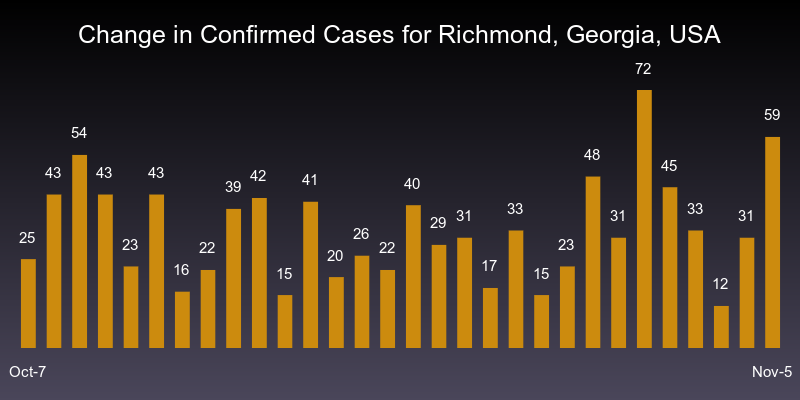 Change in Confirmed Cases for Richmond, Georgia, USA
25 43 54 43 23 43 16 22 39 42 15 41 20 26 22 40 29 31 17 33 15 23 48 31 72 45 33 12 31 59
Oct-7 Nov-5